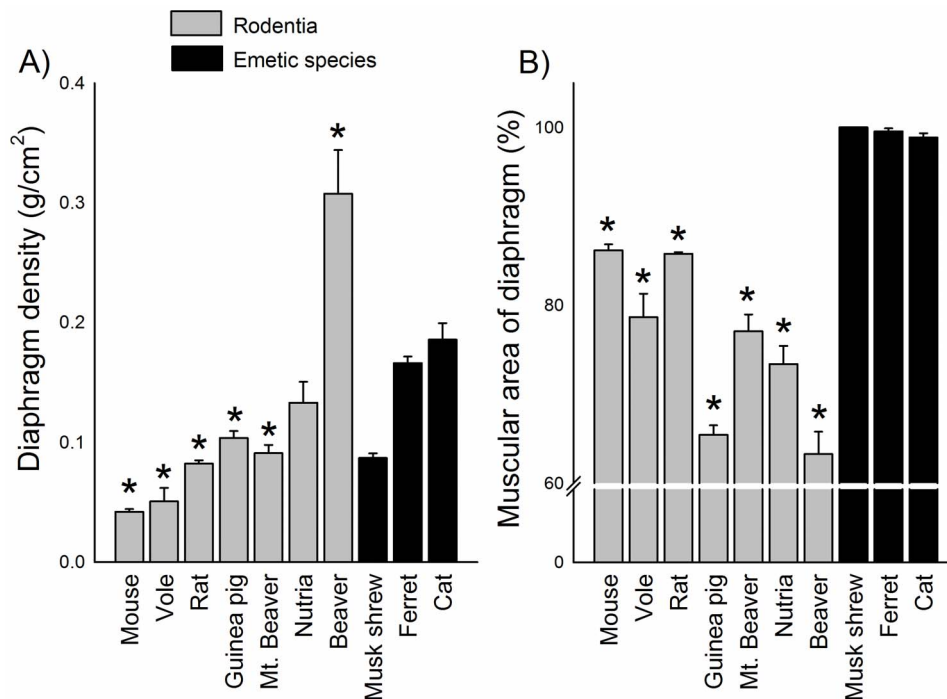 Rodentia
Emetic species
A)
Diaphragm density (g/cm²)
0.4
0.3
0.2
0.1
0.0
* * * * * *
Mouse
Vole
Rat
Guinea pig
Mt. Beaver
Nutria
Beaver
Musk shrew
Ferret
Cat
B)
Muscular area of diaphragm (%)
100
80
60
0
* * * * * * *
Mouse
Vole
Rat
Guinea pig
Mt. Beaver
Nutria
Beaver
Musk shrew
Ferret
Cat